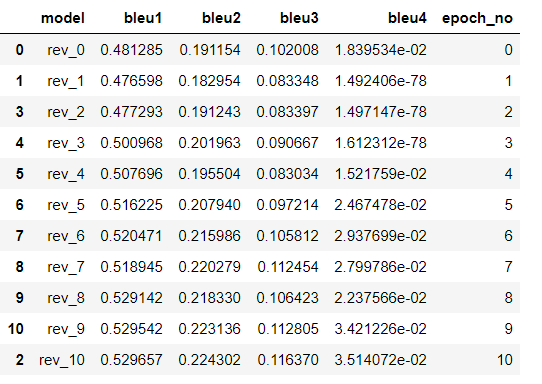 model bleu1 bleu2 bleu3 bleu4 epoch_no
0 rev_0 0.481285 0.191154 0.102008 1.839534e-02 0
1 rev_1 0.476598 0.182954 0.083348 1.492406e-78 1
3 rev_2 0.477293 0.191243 0.083397 1.497147e-78 2
4 rev_3 0.500968 0.201963 0.090667 1.612312e-78 3
5 rev_4 0.507696 0.195504 0.083034 1.521759e-02 4
6 rev_5 0.516225 0.207940 0.097214 2.467478e-02 5
7 rev_6 0.520471 0.215986 0.105812 2.937699e-02 6
8 rev_7 0.518945 0.220279 0.112454 2.799786e-02 7
9 rev_8 0.529142 0.218330 0.106423 2.237566e-02 8
10 rev_9 0.529542 0.223136 0.112805 3.421226e-02 9
2 rev_10 0.529657 0.224302 0.116370 3.514072e-02 10